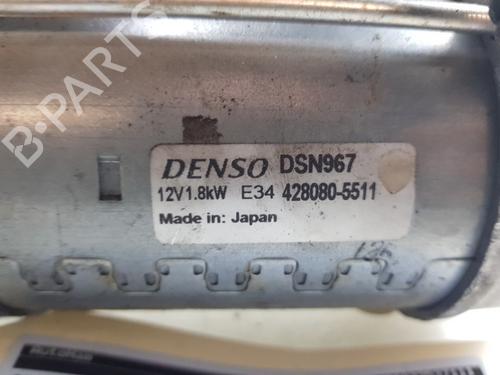 B-PARTS
DENSO DSN967
12V1.8kW E34 428080-5511
Made in: Japan